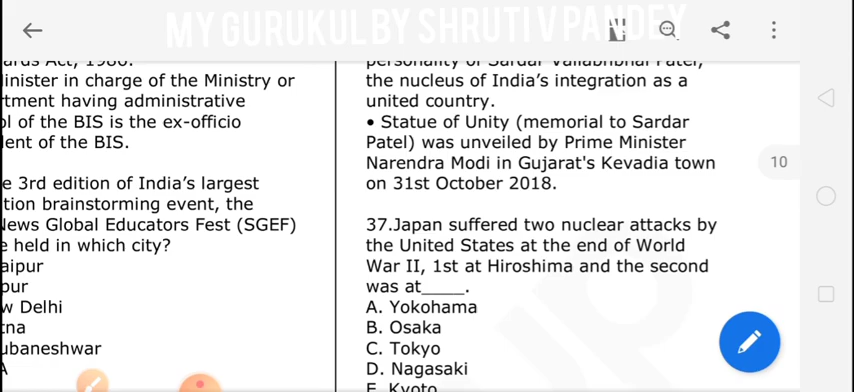 MY GURUKUL BY SHRUTI V PANDEY
inister in charge of the Ministry or
tment having administrative
ol of the BIS is the ex-officio
ent of the BIS.
e 3rd edition of India’s largest
tion brainstorming event, the
News Global Educators Fest (SGEF)
e held in which city?
aipur
pur
w Delhi
tna
ubaneshwar
A
personality of Sardar Vallabhbhai Patel,
the nucleus of India’s integration as a
united country.
• Statue of Unity (memorial to Sardar
Patel) was unveiled by Prime Minister
Narendra Modi in Gujarat's Kevadia town
on 31st October 2018.
37.Japan suffered two nuclear attacks by
the United States at the end of World
War II, 1st at Hiroshima and the second
was at____.
A. Yokohama
B. Osaka
C. Tokyo
D. Nagasaki
E. Kyoto
10